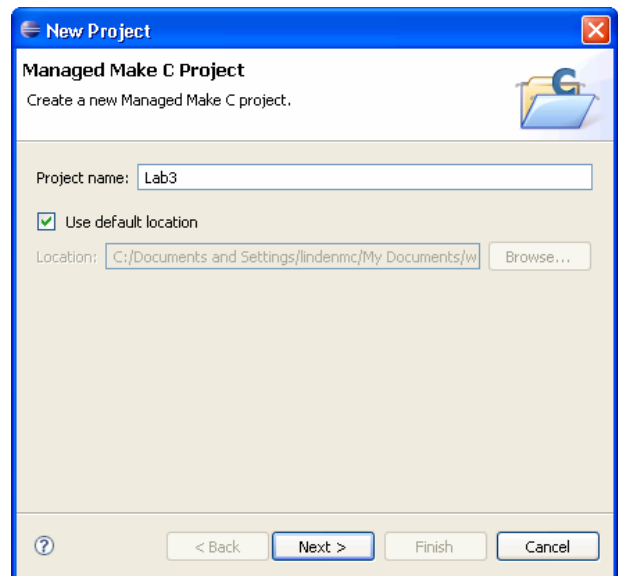 New Project
Managed Make C Project
Create a new Managed Make C project.
Project name: Lab3
Use default location
Location: C:/Documents and Settings/lindenmc/My Documents/w Browse...
? < Back Next > Finish Cancel